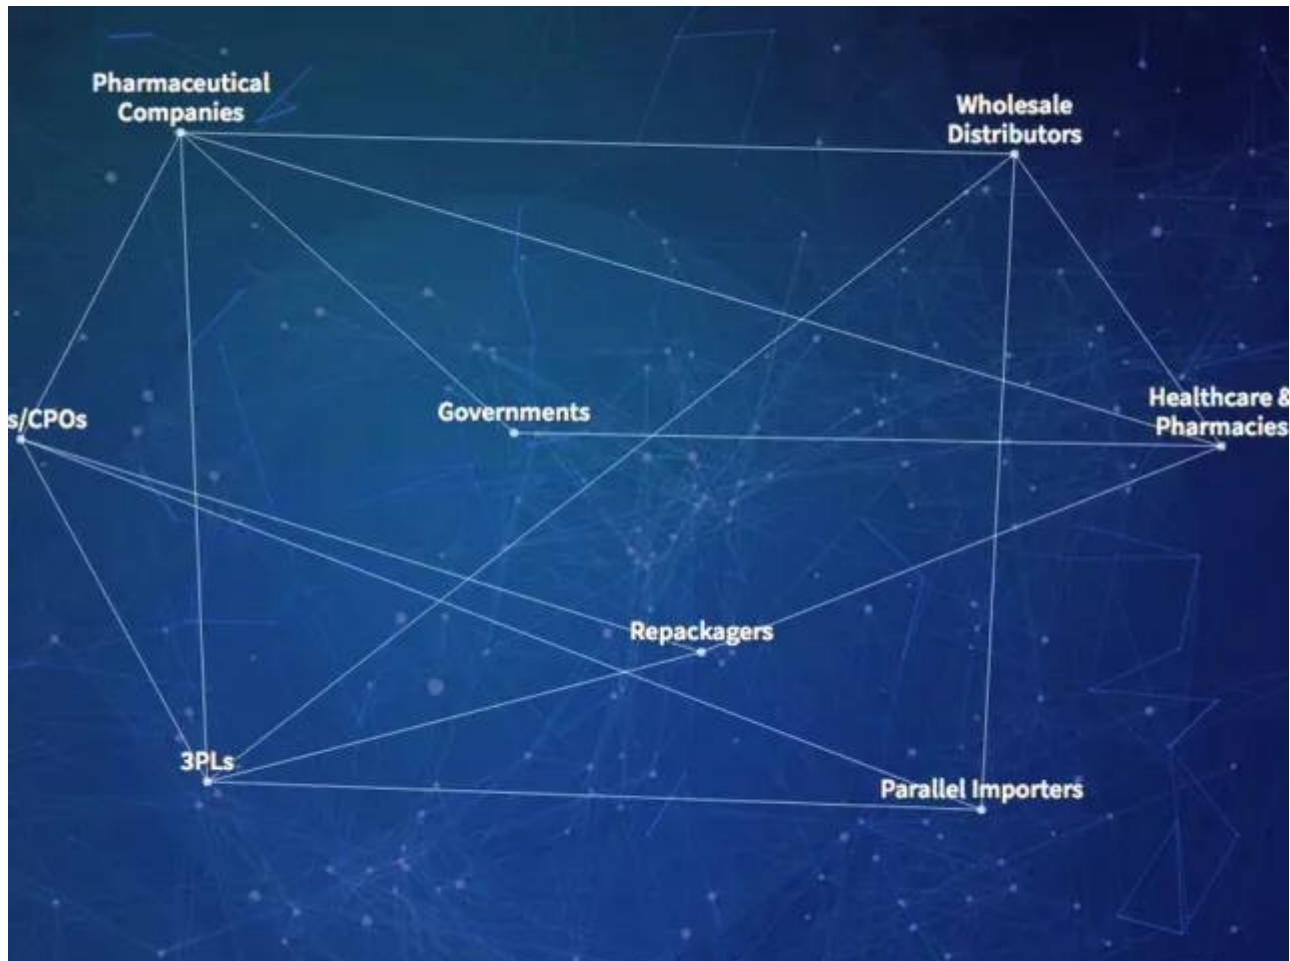 Pharmaceutical
Companies
Wholesale
Distributors
Healthcare &
Pharmacies
s/CPOs
Governments
Repackagers
3PLs
Parallel Importers